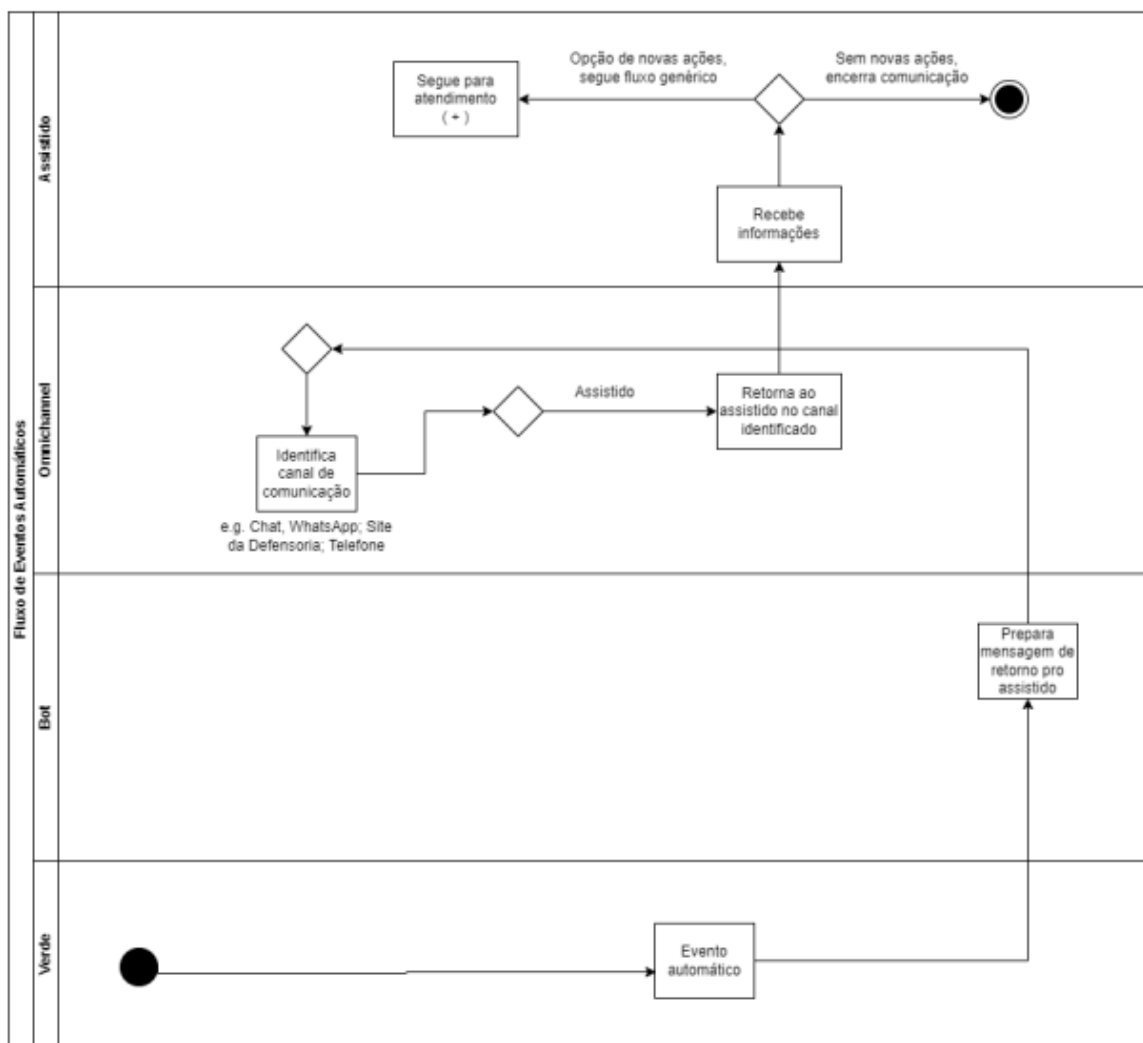 Fluxo de Eventos Automáticos
Assistido
Segue para
atendimento
( + )
Opção de novas ações,
segue fluxo genérico
Sem novas ações,
encerra comunicação
Recebe
informações
Omnichannel
Identifica
canal de
comunicação
e.g. Chat, WhatsApp; Site
da Defensoria; Telefone
Assistido
Retorna ao
assistido no canal
identificado
Bot
Prepara
mensagem de
retorno pro
assistido
Verde
Evento
automático